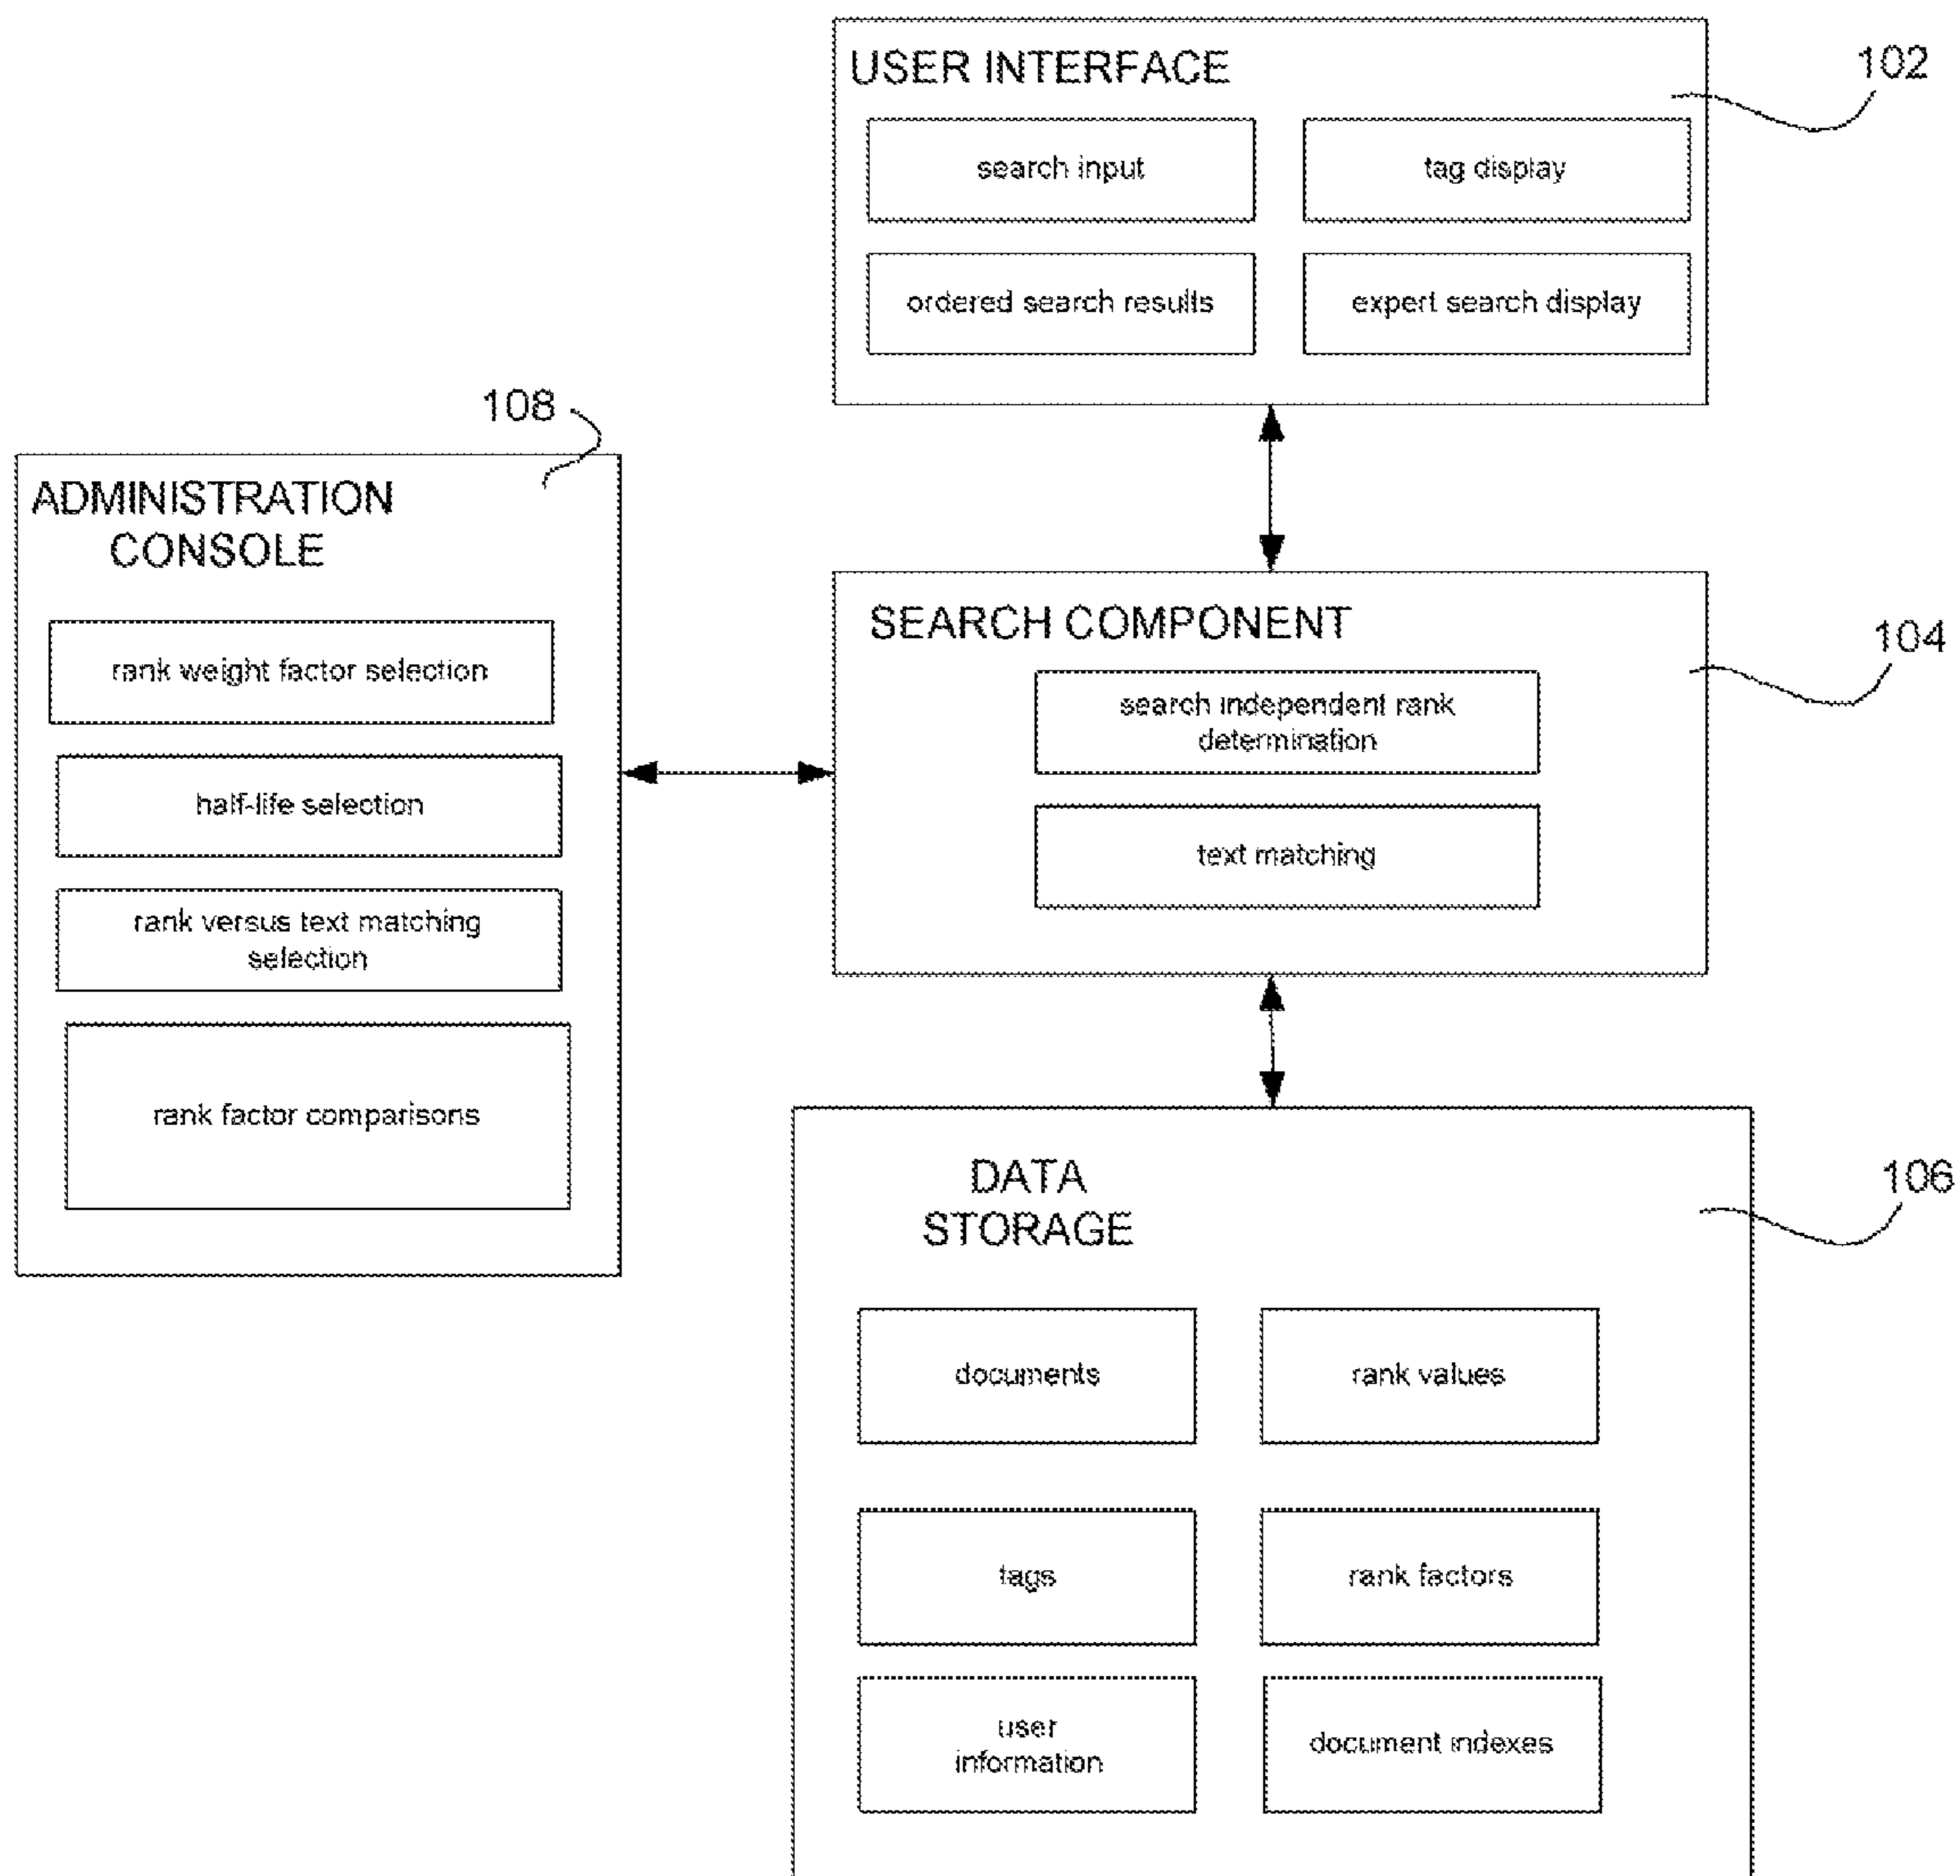 USER INTERFACE
102
search input
tag display
ordered search results
expert search display
108
ADMINISTRATION
CONSOLE
rank weight factor selection
half-life selection
rank versus text matching
selection
rank factor comparisons
SEARCH COMPONENT
104
search independent rank
determination
text matching
DATA
STORAGE
106
documents
rank values
tags
rank factors
user
information
document indexes